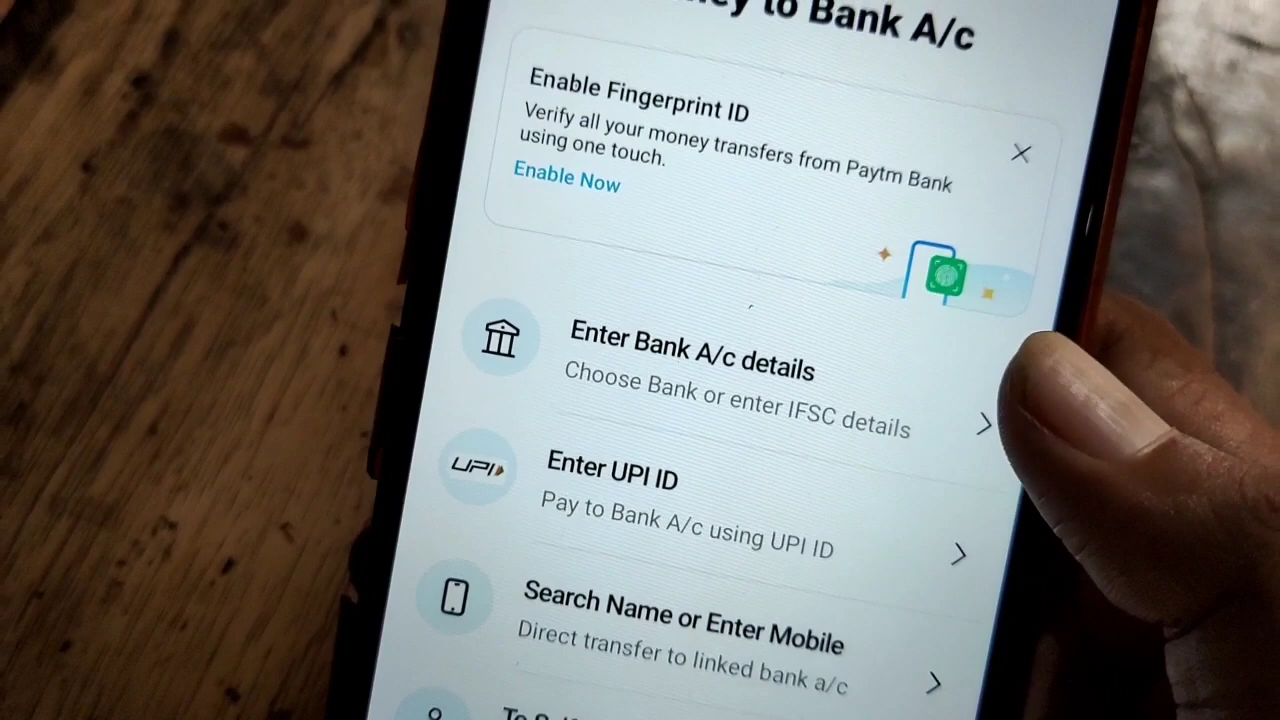 to Bank A/c
Enable Fingerprint ID
Verify all your money transfers from Paytm Bank
using one touch.
Enable Now
Enter Bank A/c details
Choose Bank or enter IFSC details
UPI
Enter UPI ID
Pay to Bank A/c using UPI ID
Search Name or Enter Mobile
Direct transfer to linked bank a/c
To